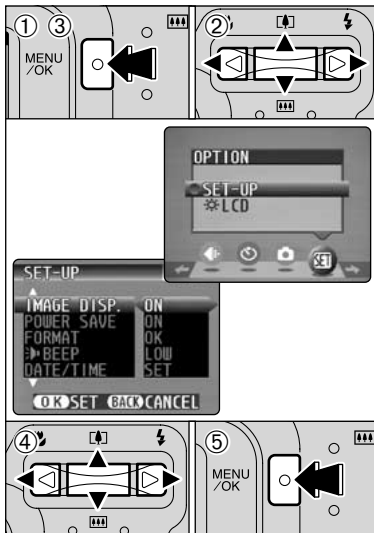 ① ③
MENU
/OK
②
OPTION
SET-UP
LCD
SET
SET-UP
IMAGE DISP. ON
POWER SAVE ON
FORMAT OK
BEEP LOW
DATE/TIME SET
OK SET BACK CANCEL
④
⑤
MENU
/OK